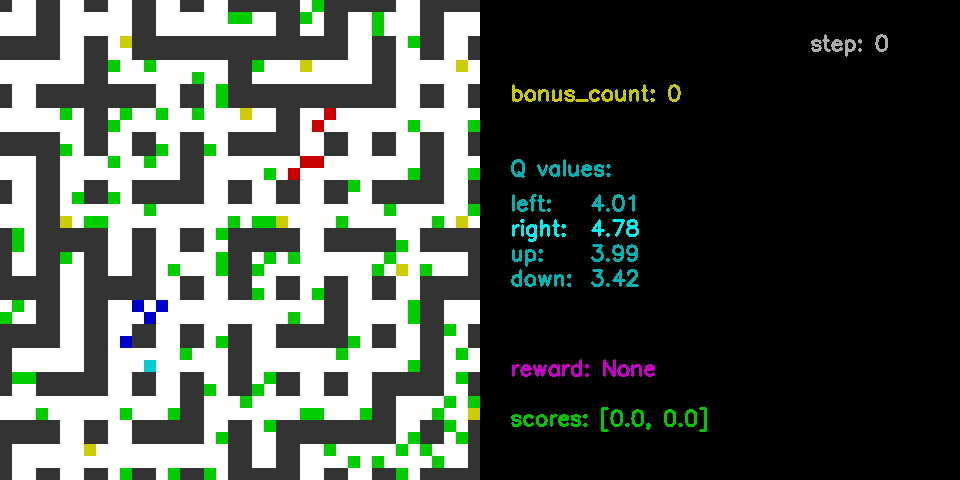 step: 0
bonus_count: 0
Q values:
left: 4.01
right: 4.78
up: 3.99
down: 3.42
reward: None
scores: [0.0, 0.0]